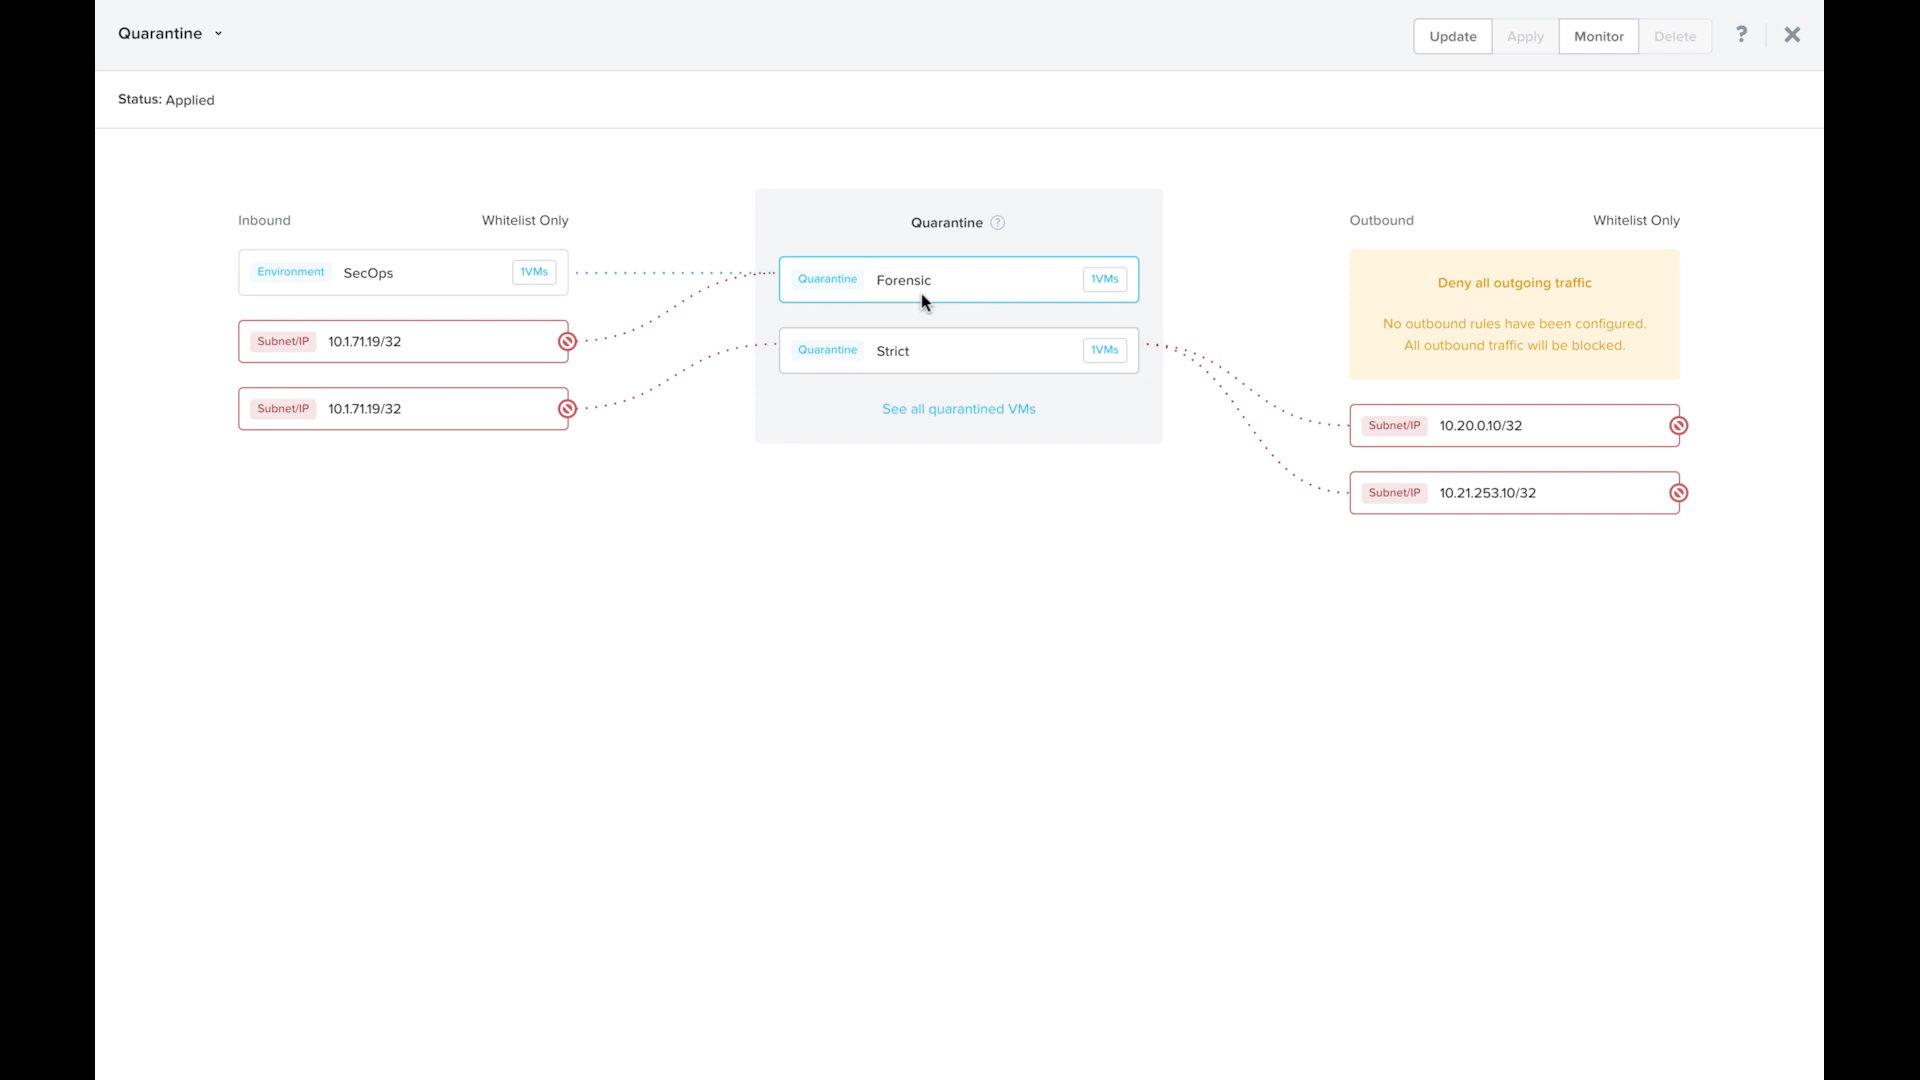 Quarantine
Update Apply Monitor Delete ?
Status: Applied
Inbound Whitelist Only
Environment SecOps 1VMs
Subnet/IP 10.1.71.19/32
Subnet/IP 10.1.71.19/32
Quarantine ?
Quarantine Forensic 1VMs
Quarantine Strict 1VMs
See all quarantined VMs
Outbound Whitelist Only
Deny all outgoing traffic
No outbound rules have been configured.
All outbound traffic will be blocked.
Subnet/IP 10.20.0.10/32
Subnet/IP 10.21.253.10/32